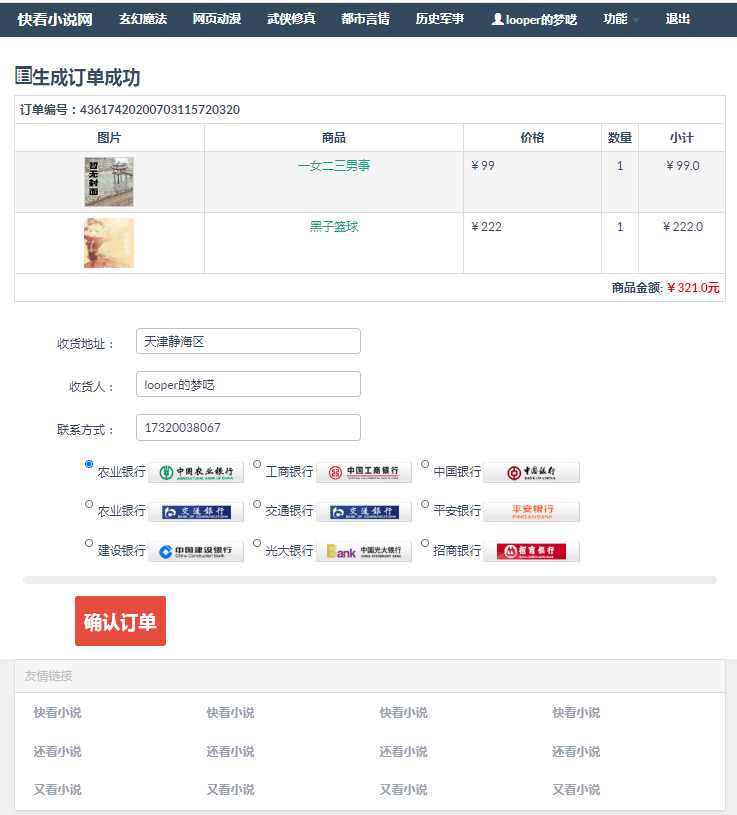 快看小说网 玄幻魔法 网页动漫 武侠修真 都市言情 历史军事 looper的梦呓 功能 退出
生成订单成功
订单编号：43617420200703115720320
图片 商品 价格 数量 小计
暂无封面 一女二三男事 ￥99 1 ￥99.0
黑子篮球 ￥222 1 ￥222.0
商品金额: ￥321.0元
收货地址： 天津静海区
收货人： looper的梦呓
联系方式： 17320038067
农业银行 中国农业银行 工商银行 中国工商银行 中国银行 中国银行
AGRICULTURAL BANK OF CHINA BANK OF CHINA
农业银行 交通银行 交通银行 交通银行 平安银行 平安银行
BANK OF COMMUNICATIONS BANK OF COMMUNICATIONS PING AN BANK
建设银行 中国建设银行 光大银行 Bank 中国光大银行 招商银行 招商银行
China Construction Bank CHINA EVERBRIGHT BANK
确认订单
友情链接
快看小说 快看小说 快看小说 快看小说
还看小说 还看小说 还看小说 还看小说
又看小说 又看小说 又看小说 又看小说